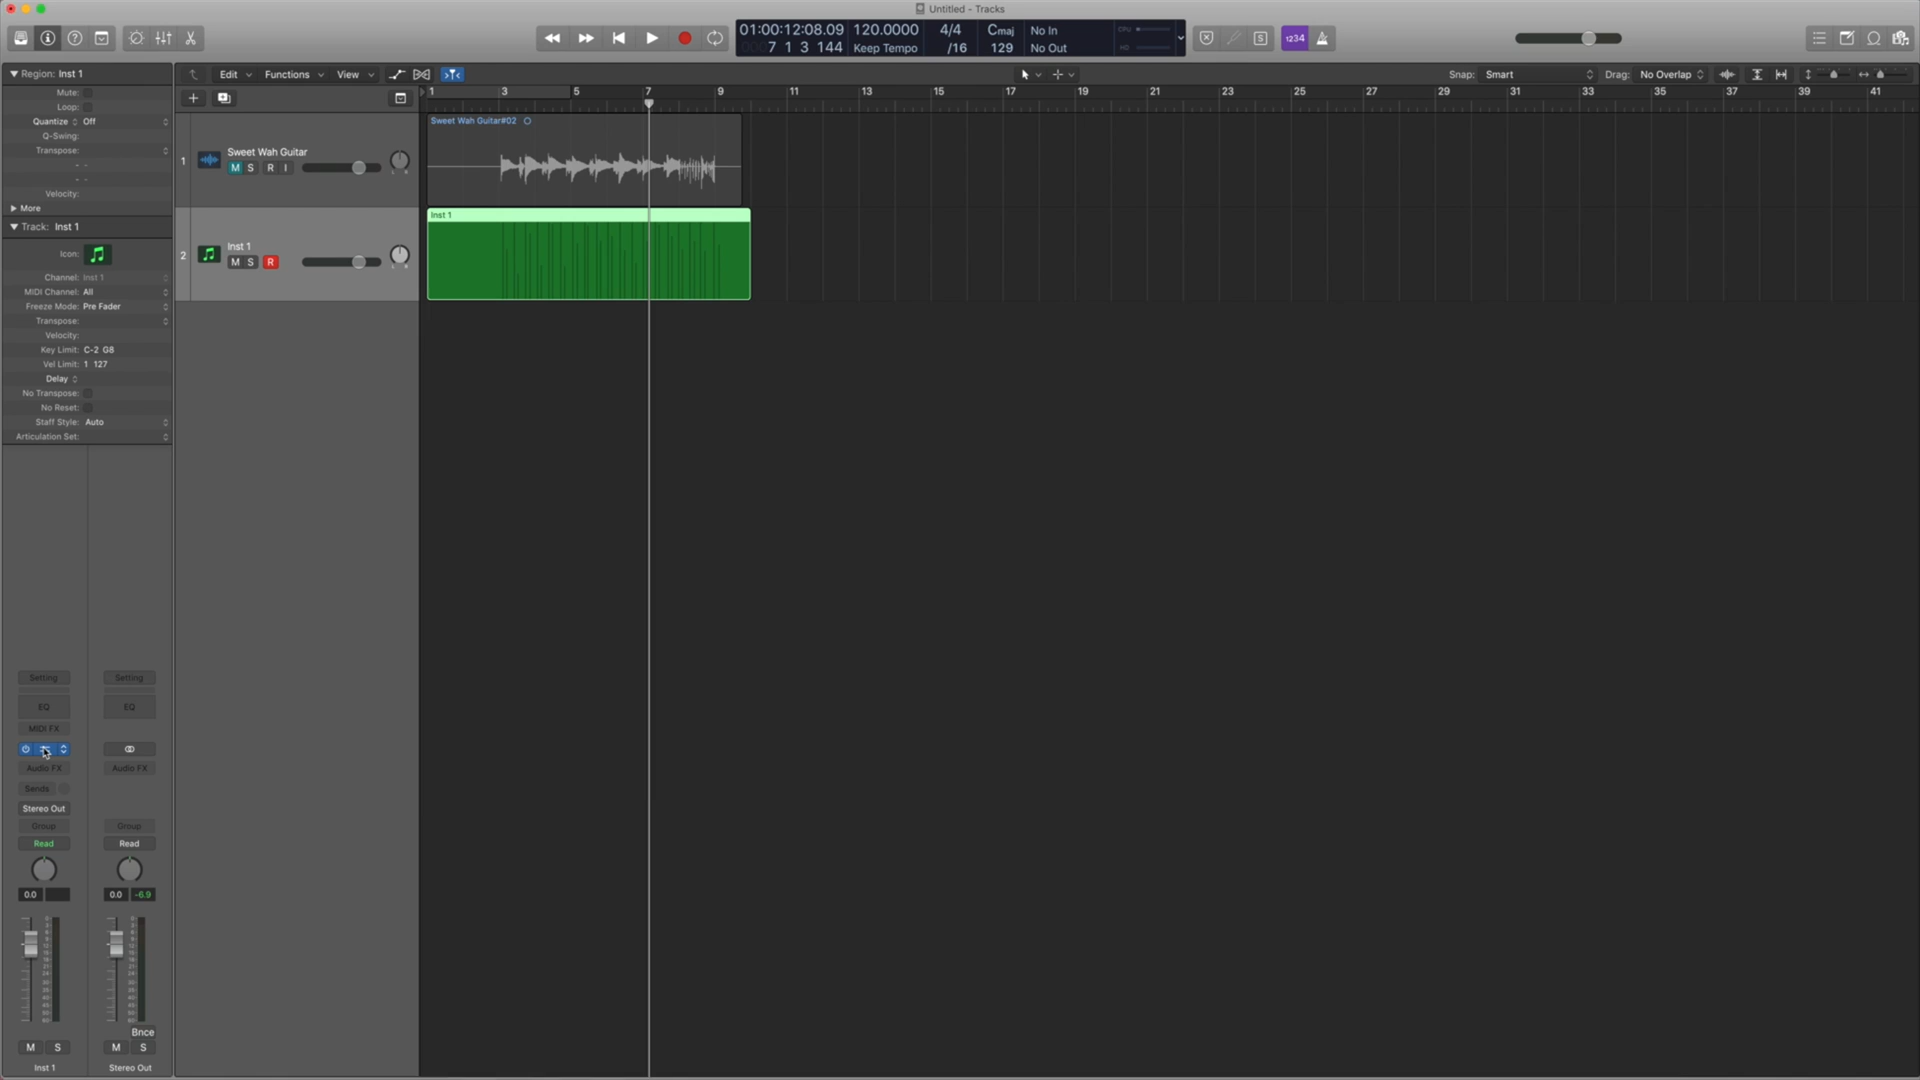 Untitled - Tracks
01:00:12:08.09 120.0000 4/4 Cmaj No In CPU
7 1 3 144 Keep Tempo /16 129 No Out HD
S 1234
Region: Inst 1
Edit Functions View
Snap: Smart Drag: No Overlap
Mute:
Loop:
Quantize Off
Q-Swing:
Transpose:
Velocity:
More
1 3 5 7 9 11 13 15 17 19 21 23 25 27 29 31 33 35 37 39 41
Sweet Wah Guitar#02
1 Sweet Wah Guitar
M S R I
L R
Inst 1
2 Inst 1
M S R
L R
Track: Inst 1
Icon:
Channel: Inst 1
MIDI Channel: All
Freeze Mode: Pre Fader
Transpose:
Velocity:
Key Limit: C-2 G8
Vel Limit: 1 127
Delay
No Transpose:
No Reset:
Staff Style: Auto
Articulation Set:
Setting Setting
EQ EQ
MIDI FX
Audio FX Audio FX
Sends
Stereo Out
Group Group
Read Read
0.0 0.0 -6.9
Bnce
M S M S
Inst 1 Stereo Out